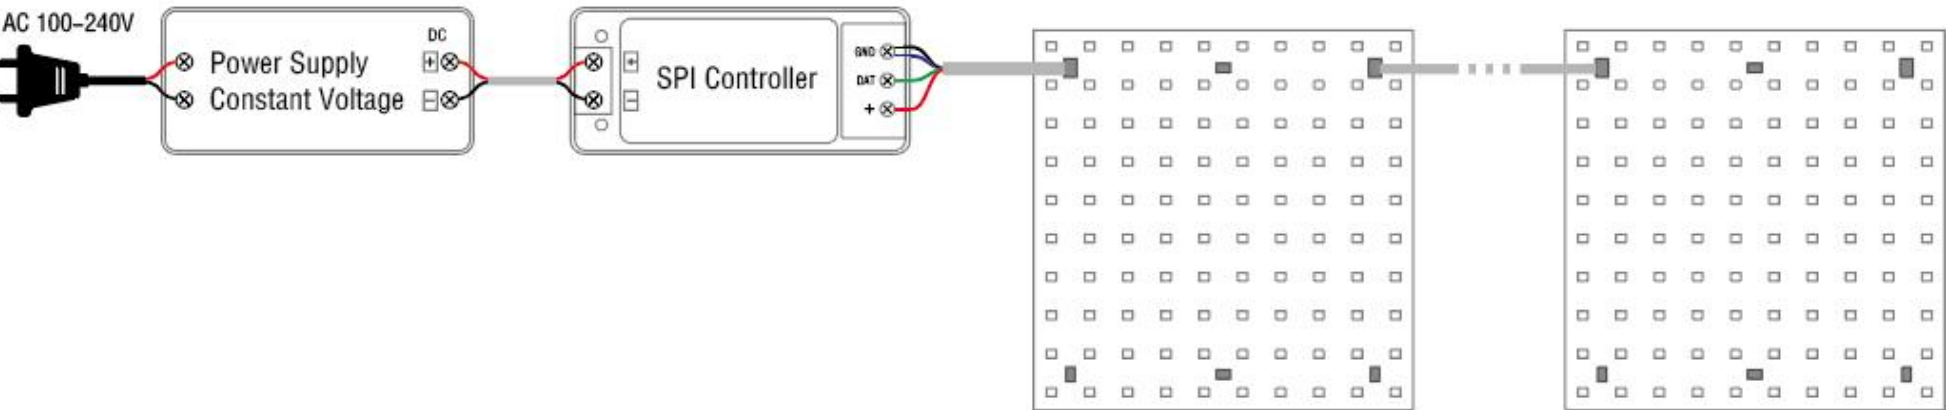 AC 100–240V
Power Supply
Constant Voltage
DC
+
−
+
−
SPI Controller
GND
DAT
+